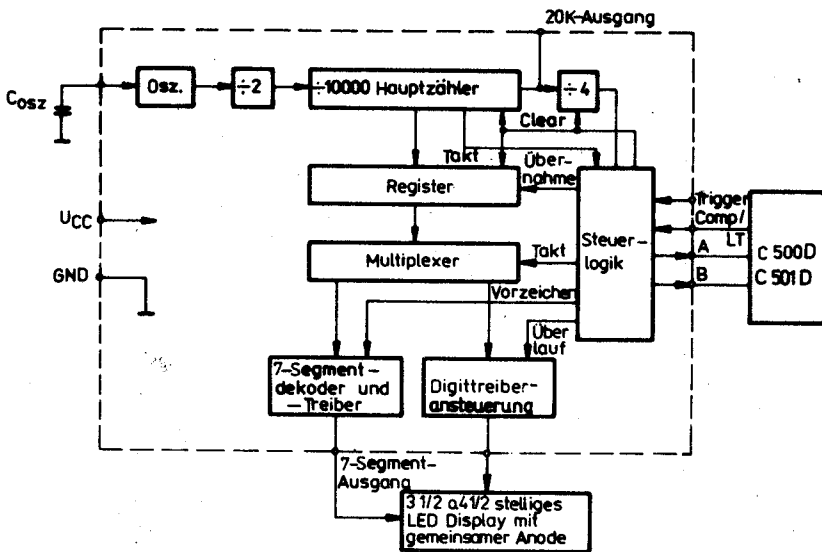 20K-Ausgang
Cosz
Osz.
÷2
÷10000 Hauptzähler
÷4
Clear
Takt
Über-
nahme
Register
Trigger
Comp/
LT
UCC
Steuer-
logik
A
B
C 500D
C 501D
Multiplexer
Takt
GND
Vorzeichen
Über
lauf
7-Segment-
dekoder und
-Treiber
Digittreiber-
ansteuerung
7-Segment-
Ausgang
3 1/2 o.4 1/2 stelliges
LED Display mit
gemeinsamer Anode